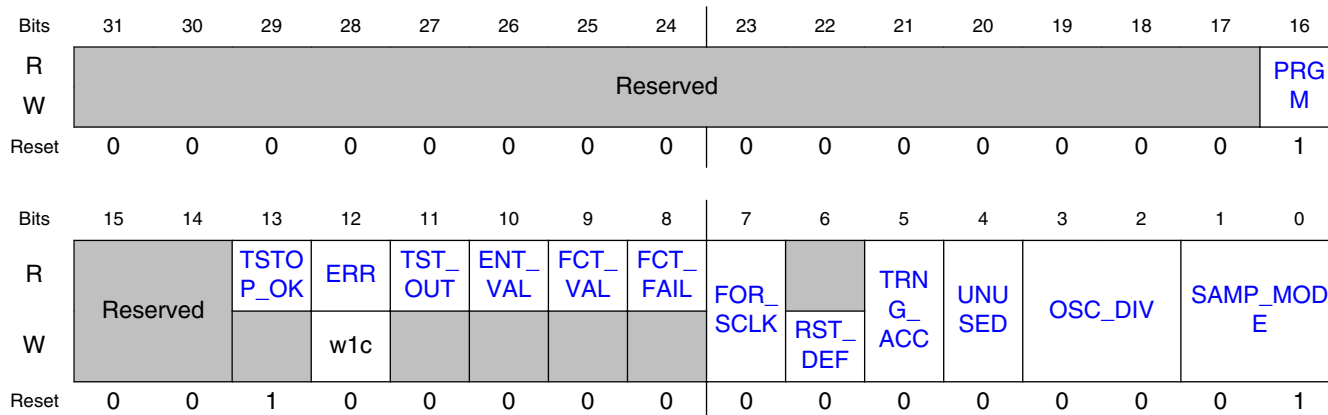 Bits 31 30 29 28 27 26 25 24 23 22 21 20 19 18 17 16
R
Reserved
PRG
M
W
Reset 0 0 0 0 0 0 0 0 0 0 0 0 0 0 0 1
Bits 15 14 13 12 11 10 9 8 7 6 5 4 3 2 1 0
R
Reserved
TSTO
P_OK
ERR
TST_
OUT
ENT_
VAL
FCT_
VAL
FCT_
FAIL
FOR_
SCLK
TRN
G_
ACC
UNU
SED
OSC_DIV
SAMP_MOD
E
W
w1c
RST_
DEF
Reset 0 0 1 0 0 0 0 0 0 0 0 0 0 0 0 1